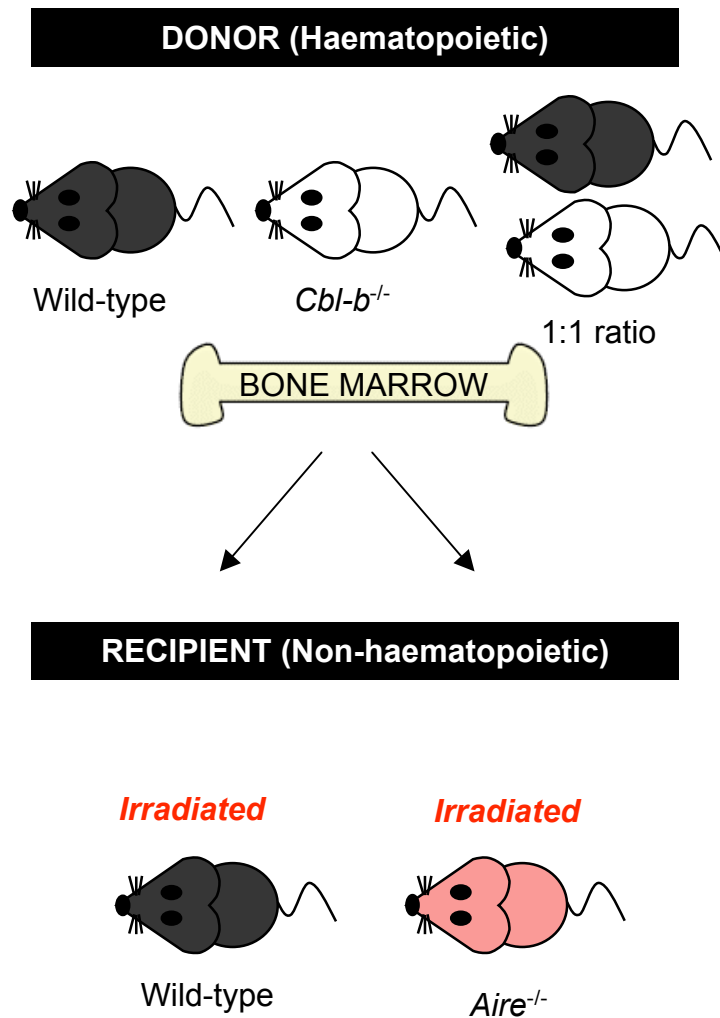 DONOR (Haematopoietic)
Wild-type
Cbl-b-/-
1:1 ratio
BONE MARROW
RECIPIENT (Non-haematopoietic)
Irradiated
Irradiated
Wild-type
Aire-/-